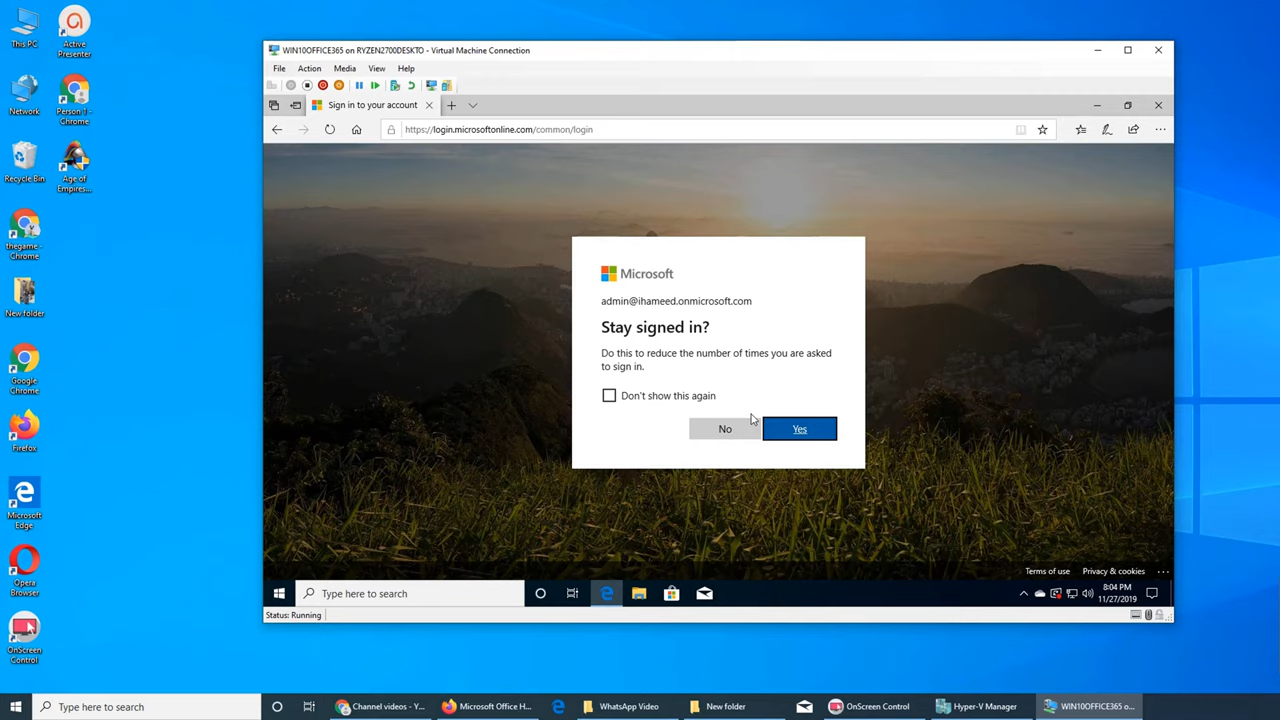 This PC
Active
Presenter
Network
Person 1 -
Chrome
Recycle Bin
Age of
Empires...
thegame -
Chrome
New folder
Google
Chrome
Firefox
Microsoft
Edge
Opera
Browser
OnScreen
Control
WIN10OFFICE365 on RYZEN2700DESKTO - Virtual Machine Connection
File Action Media View Help
Sign in to your account
https://login.microsoftonline.com/common/login
Microsoft
admin@ihameed.onmicrosoft.com
Stay signed in?
Do this to reduce the number of times you are asked
to sign in.
Don't show this again
No Yes
Terms of use Privacy & cookies ...
Type here to search
8:04 PM
11/27/2019
Status: Running
Type here to search
Channel videos - Y...
Microsoft Office H...
WhatsApp Video
New folder
OnScreen Control
Hyper-V Manager
WIN10OFFICE365 o...